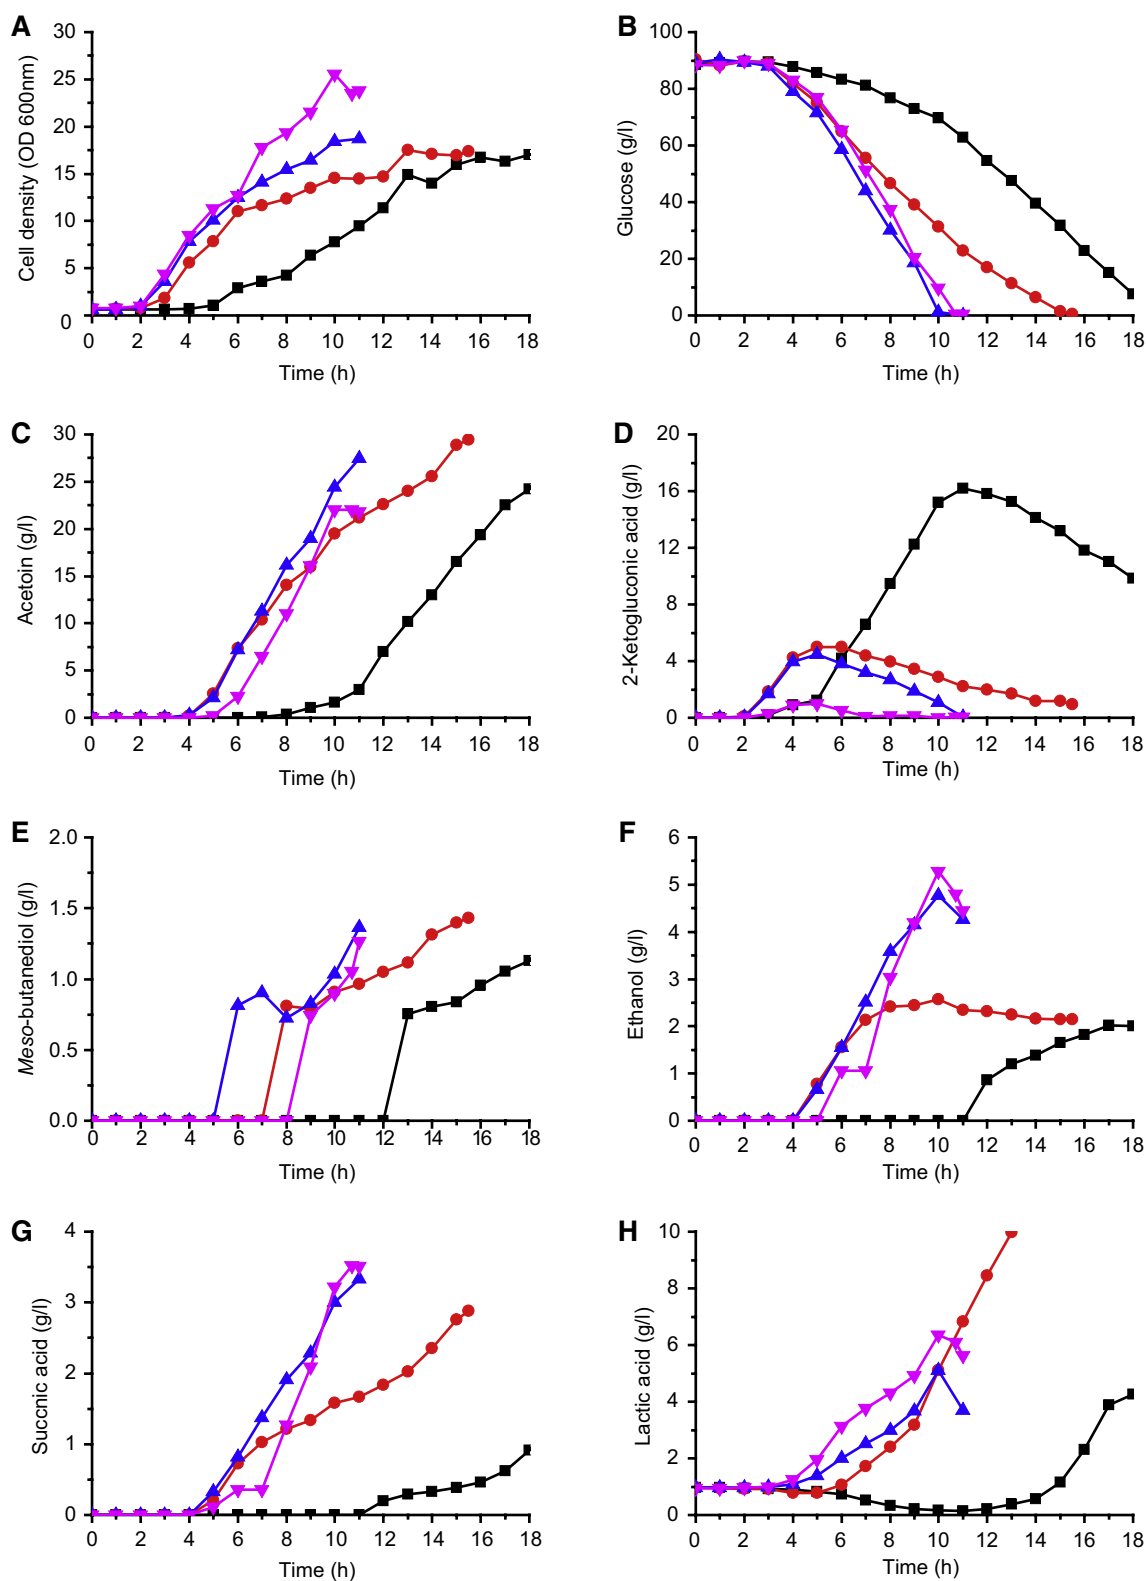 A
Cell density (OD 600nm)
30
25
20
15
10
5
0
0 2 4 6 8 10 12 14 16 18
Time (h)
B
Glucose (g/l)
100
80
60
40
20
0
0 2 4 6 8 10 12 14 16 18
Time (h)
C
Acetoin (g/l)
30
25
20
15
10
5
0
0 2 4 6 8 10 12 14 16 18
Time (h)
D
2-Ketogluconic acid (g/l)
20
16
12
8
4
0
0 2 4 6 8 10 12 14 16 18
Time (h)
E
Meso-butanediol (g/l)
2.0
1.5
1.0
0.5
0.0
0 2 4 6 8 10 12 14 16 18
Time (h)
F
Ethanol (g/l)
6
5
4
3
2
1
0
0 2 4 6 8 10 12 14 16 18
Time (h)
G
Succnic acid (g/l)
4
3
2
1
0
0 2 4 6 8 10 12 14 16 18
Time (h)
H
Lactic acid (g/l)
10
8
6
4
2
0
0 2 4 6 8 10 12 14 16 18
Time (h)